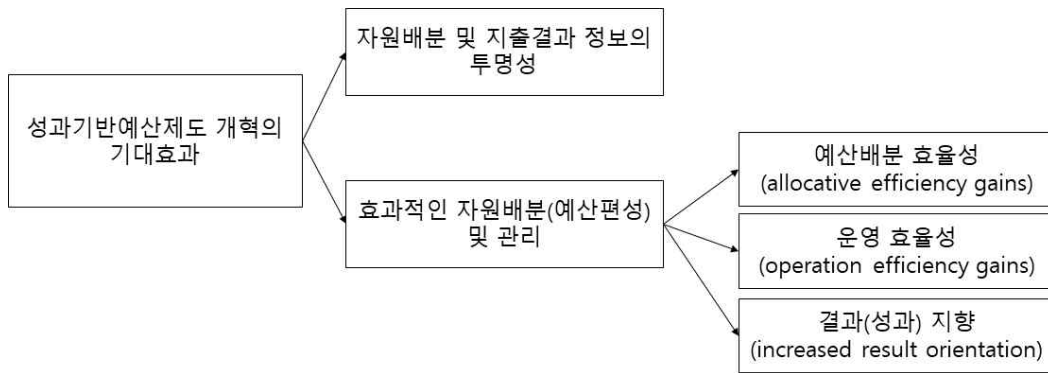 자원배분 및 지출결과 정보의
투명성
성과기반예산제도 개혁의
기대효과
효과적인 자원배분(예산편성)
및 관리
예산배분 효율성
(allocative efficiency gains)
운영 효율성
(operation efficiency gains)
결과(성과) 지향
(increased result orientation)